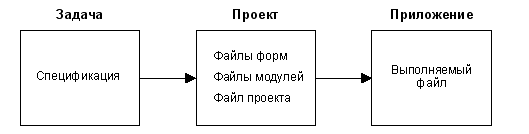 Задача
Проект
Приложение
Спецификация
Файлы форм
Файлы модулей
Файл проекта
Выполняемый
файл